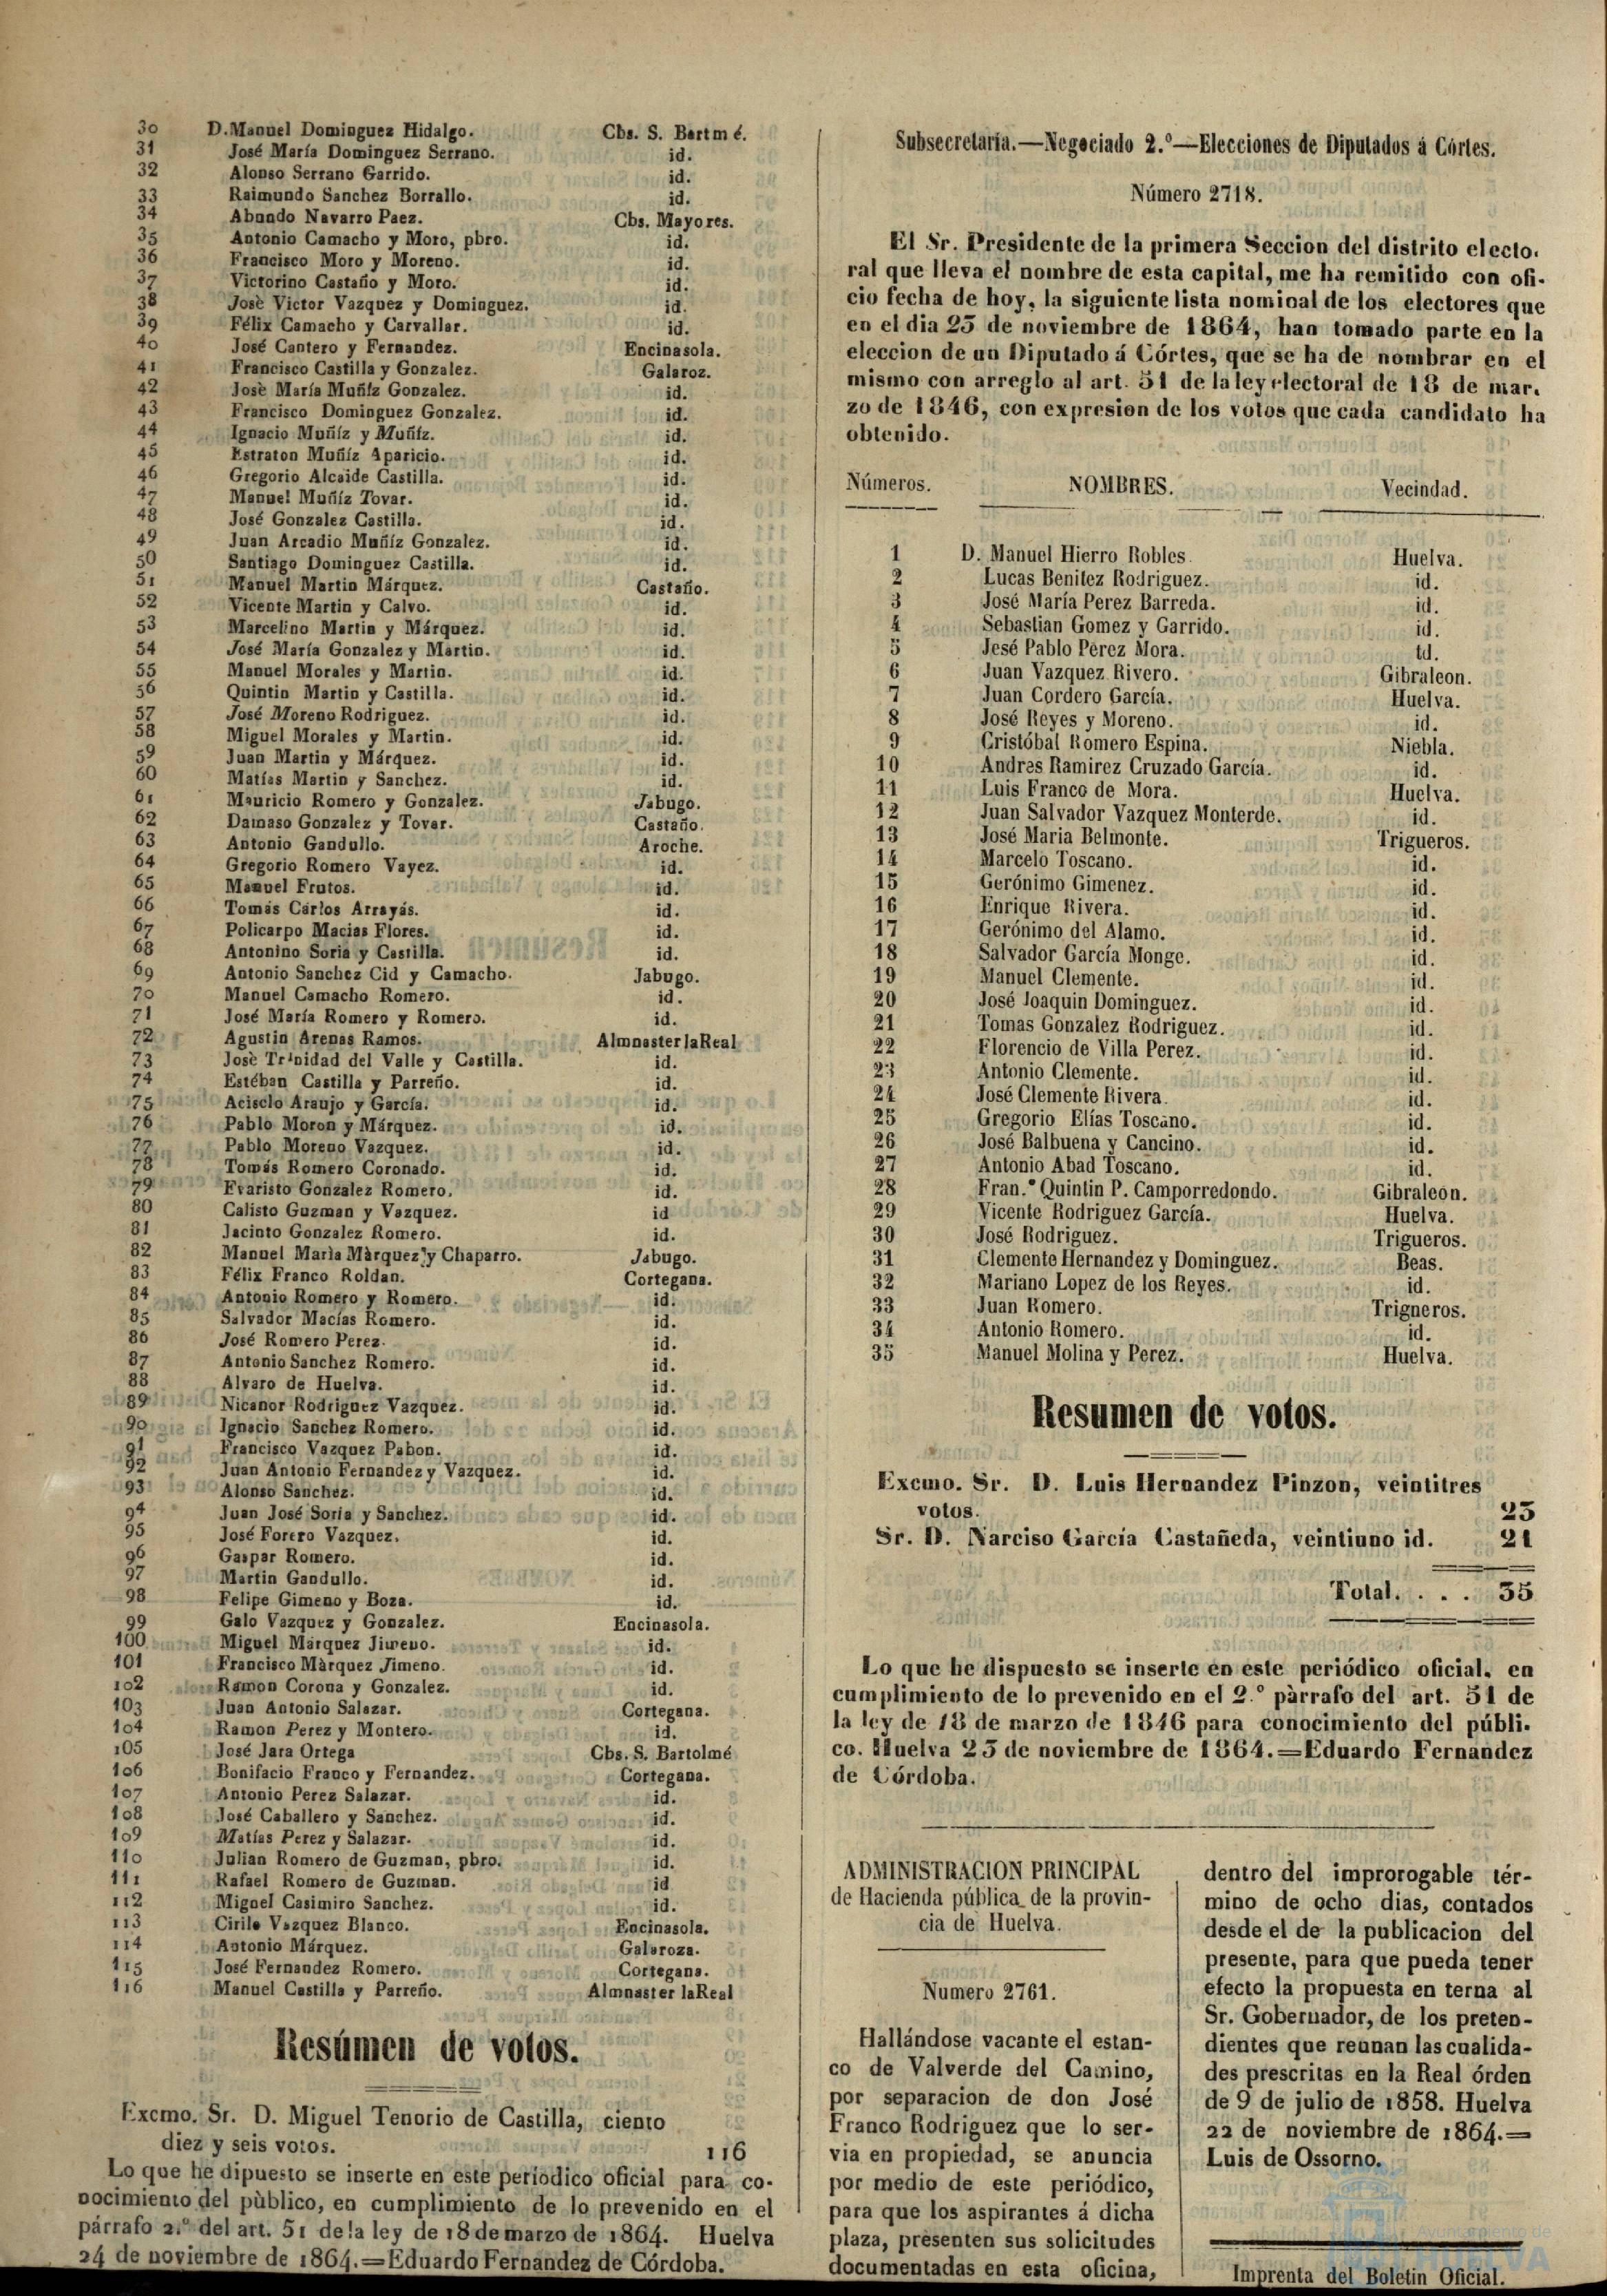 30 D. Manuel Dominguez Hidalgo. Cbs. S. Bartmé.
31 José María Dominguez Serrano. id.
32 Alonso Serrano Garrido. id.
33 Raimundo Sanchez Borrallo. id.
34 Abundo Navarro Paez. Cbs. Mayores.
35 Antonio Camacho y Moro, pbro. id.
36 Francisco Moro y Moreno. id.
37 Victorino Castaño y Moro. id.
38 Josè Victor Vazquez y Dominguez. id.
39 Félix Camacho y Carvallar. id.
40 José Cantero y Fernandez. Encinasola.
41 Francisco Castilla y Gonzalez. Galaroz.
42 Josè María Muñíz Gonzalez. id.
43 Francisco Dominguez Gonzalez. id.
44 Ignacio Muñíz y Muñíz. id.
45 Estraton Muñíz Aparicio. id.
46 Gregorio Alcaide Castilla. id.
47 Manuel Muñíz Tovar. id.
48 José Gonzalez Castilla. id.
49 Juan Arcadio Muñíz Gonzalez. id.
50 Santiago Dominguez Castilla. id.
51 Manuel Martin Márquez. Castaño.
52 Vicente Martin y Calvo. id.
53 Marcelino Martin y Márquez. id.
54 José María Gonzalez y Martin. id.
55 Manuel Morales y Martin. id.
56 Quintin Martin y Castilla. id.
57 José Moreno Rodriguez. id.
58 Miguel Morales y Martin. id.
59 Juan Martin y Márquez. id.
60 Matías Martin y Sanchez. id.
61 Mauricio Romero y Gonzalez. Jabugo.
62 Damaso Gonzalez y Tovar. Castaño.
63 Antonio Gandullo. Aroche.
64 Gregorio Romero Vayez. id.
65 Manuel Frutos. id.
66 Tomás Cárlos Arrayás. id.
67 Policarpo Macias Flores. id.
68 Antonino Soria y Castilla. id.
69 Antonio Sanchez Cid y Camacho. Jabugo.
70 Manuel Camacho Romero. id.
71 José María Romero y Romero. id.
72 Agustin Arenas Ramos. Almnaster la Real
73 Josè Trinidad del Valle y Castilla. id.
74 Estéban Castilla y Parreño. id.
75 Acisclo Araujo y García. id.
76 Pablo Moron y Márquez. id.
77 Pablo Moreno Vazquez. id.
78 Tomás Romero Coronado. id.
79 Evaristo Gonzalez Romero. id.
80 Calisto Guzman y Vazquez. id
81 Jacinto Gonzalez Romero. id.
82 Manuel Marìa Màrquez y Chaparro. Jabugo.
83 Félix Franco Roldan. Cortegana.
84 Antonio Romero y Romero. id.
85 Salvador Macías Romero. id.
86 José Romero Perez. id.
87 Antonio Sanchez Romero. id.
88 Alvaro de Huelva. id.
89 Nicanor Rodriguez Vazquez. id.
90 Ignacio Sanchez Romero. id.
91 Francisco Vazquez Pabon. id.
92 Juan Antonio Fernandez y Vazquez. id.
93 Alonso Sanchez. id.
94 Juan José Soria y Sanchez. id.
95 José Forero Vazquez. id.
96 Gaspar Romero. id.
97 Martin Gandullo. id.
98 Felipe Gimeno y Boza. id.
99 Galo Vazquez y Gonzalez. Encinasola.
100 Miguel Márquez Jimeno. id.
101 Francisco Màrquez Jimeno. id.
102 Ramon Corona y Gonzalez. id.
103 Juan Antonio Salazar. Cortegana.
104 Ramon Perez y Montero. id.
105 José Jara Ortega Cbs. S. Bartolmé
106 Bonifacio Franco y Fernandez. Cortegana.
107 Antonio Perez Salazar. id.
108 José Caballero y Sanchez. id.
109 Matías Perez y Salazar. id.
110 Julian Romero de Guzman, pbro. id.
111 Rafael Romero de Guzman. id
112 Miguel Casimiro Sanchez. id.
113 Cirilo Vazquez Blanco. Encinasola.
114 Antonio Márquez. Galaroza.
115 José Fernandez Romero. Cortegana.
116 Manuel Castilla y Parreño. Almnaster la Real
Resúmen de votos.
Excmo. Sr. D. Miguel Tenorio de Castilla, ciento
diez y seis votos. 116
Lo que he dipuesto se inserte en este periodico oficial para co-
nocimiento del pùblico, en cumplimiento de lo prevenido en el
párrafo 2.º del art. 51 de la ley de 18 de marzo de 1864. Huelva
24 de noviembre de 1864.=Eduardo Fernandez de Córdoba.
Subsecretaría.—Negociado 2.º—Elecciones de Diputados á Córtes.
Número 2718.
El Sr. Presidente de la primera Seccion del distrito electo-
ral que lleva el nombre de esta capital, me ha remitido con ofi-
cio fecha de hoy, la siguiente lista nominal de los electores que
en el dia 23 de noviembre de 1864, han tomado parte en la
eleccion de un Diputado á Córtes, que se ha de nombrar en el
mismo con arreglo al art. 51 de la ley electoral de 18 de mar-
zo de 1846, con expresion de los votos que cada candidato ha
obtenido.
Números. NOMBRES. Vecindad.
1 D. Manuel Hierro Robles. Huelva.
2 Lucas Benitez Rodriguez. id.
3 José María Perez Barreda. id.
4 Sebastian Gomez y Garrido. id.
5 Jesé Pablo Perez Mora. id.
6 Juan Vazquez Rivero. Gibraleon.
7 Juan Cordero García. Huelva.
8 José Reyes y Moreno. id.
9 Cristóbal Romero Espina. Niebla.
10 Andres Ramirez Cruzado García. id.
11 Luis Franco de Mora. Huelva.
12 Juan Salvador Vazquez Monterde. id.
13 José Maria Belmonte. Trigueros.
14 Marcelo Toscano. id.
15 Gerónimo Gimenez. id.
16 Enrique Rivera. id.
17 Gerónimo del Alamo. id.
18 Salvador García Monge. id.
19 Manuel Clemente. id.
20 José Joaquin Dominguez. id.
21 Tomas Gonzalez Rodriguez. id.
22 Florencio de Villa Perez. id.
23 Antonio Clemente. id.
24 José Clemente Rivera. id.
25 Gregorio Elías Toscano. id.
26 José Balbuena y Cancino. id.
27 Antonio Abad Toscano. id.
28 Fran.º Quintin P. Camporredondo. Gibraleon.
29 Vicente Rodriguez García. Huelva.
30 José Rodriguez. Trigueros.
31 Clemente Hernandez y Dominguez. Beas.
32 Mariano Lopez de los Reyes. id.
33 Juan Romero. Trigneros.
34 Antonio Romero. id.
35 Manuel Molina y Perez. Huelva.
Resumen de votos.
Excmo. Sr. D. Luis Hernandez Pinzon, veintitres
votos. 23
Sr. D. Narciso García Castañeda, veintiuno id. 21
Total. . . . 35
Lo que he dispuesto se inserte en este periódico oficial, en
cumplimiento de lo prevenido en el 2.º pàrrafo del art. 51 de
la ley de 18 de marzo de 1846 para conocimiento del públi-
co. Huelva 23 de noviembre de 1864.=Eduardo Fernandez
de Córdoba.
ADMINISTRACION PRINCIPAL
de Hacienda pública de la provin-
cia de Huelva.
Numero 2761.
Hallándose vacante el estan-
co de Valverde del Camino,
por separacion de don José
Franco Rodriguez que lo ser-
via en propiedad, se anuncia
por medio de este periódico,
para que los aspirantes á dicha
plaza, presenten sus solicitudes
documentadas en esta oficina,
dentro del improrogable tér-
mino de ocho dias, contados
desde el de la publicacion del
presente, para que pueda tener
efecto la propuesta en terna al
Sr. Gobernador, de los preten-
dientes que reunan las cualida-
des prescritas en la Real órden
de 9 de julio de 1858. Huelva
22 de noviembre de 1864.=
Luis de Ossorno.
Ayuntamiento de
HUELVA
Imprenta del Boletin Oficial.